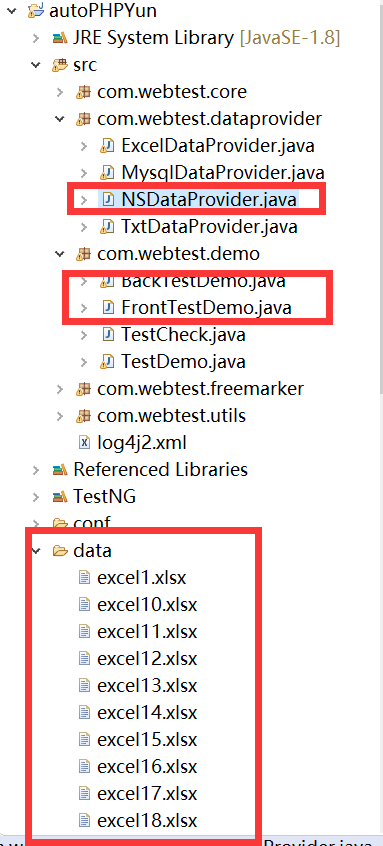 autoPHPYun
JRE System Library [JavaSE-1.8]
src
com.webtest.core
com.webtest.dataprovider
ExcelDataProvider.java
MysqlDataProvider.java
NSDataProvider.java
TxtDataProvider.java
com.webtest.demo
BackTestDemo.java
FrontTestDemo.java
TestCheck.java
TestDemo.java
com.webtest.freemarker
com.webtest.utils
log4j2.xml
Referenced Libraries
TestNG
conf
data
excel1.xlsx
excel10.xlsx
excel11.xlsx
excel12.xlsx
excel13.xlsx
excel14.xlsx
excel15.xlsx
excel16.xlsx
excel17.xlsx
excel18.xlsx
Provider.java